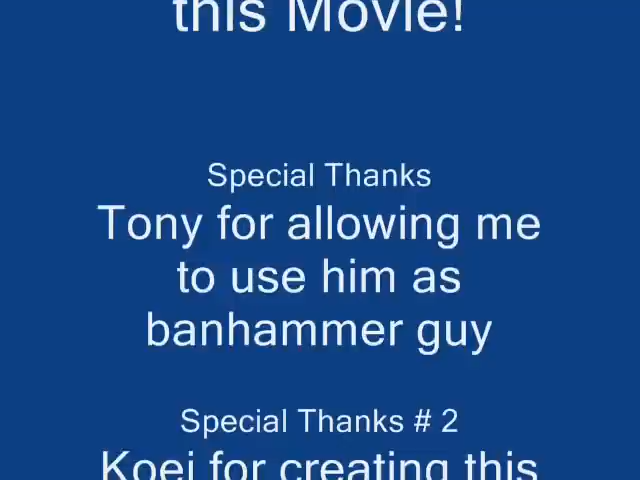 this Movie!
Special Thanks
Tony for allowing me
to use him as
banhammer guy
Special Thanks # 2
Koei for creating this